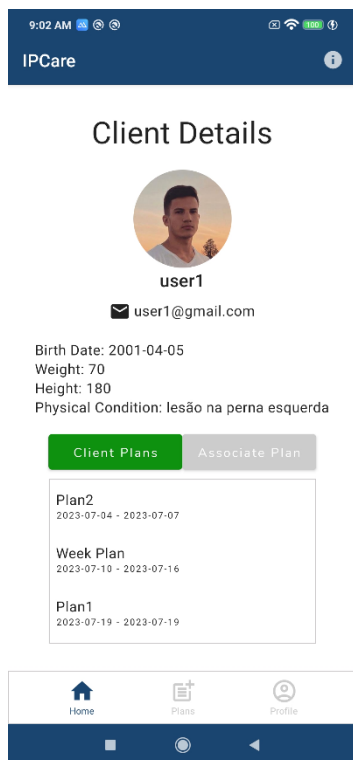 9:02 AM 100
IPCare
Client Details
user1
user1@gmail.com
Birth Date: 2001-04-05
Weight: 70
Height: 180
Physical Condition: lesão na perna esquerda
Client Plans Associate Plan
Plan2
2023-07-04 - 2023-07-07
Week Plan
2023-07-10 - 2023-07-16
Plan1
2023-07-19 - 2023-07-19
Home Plans Profile